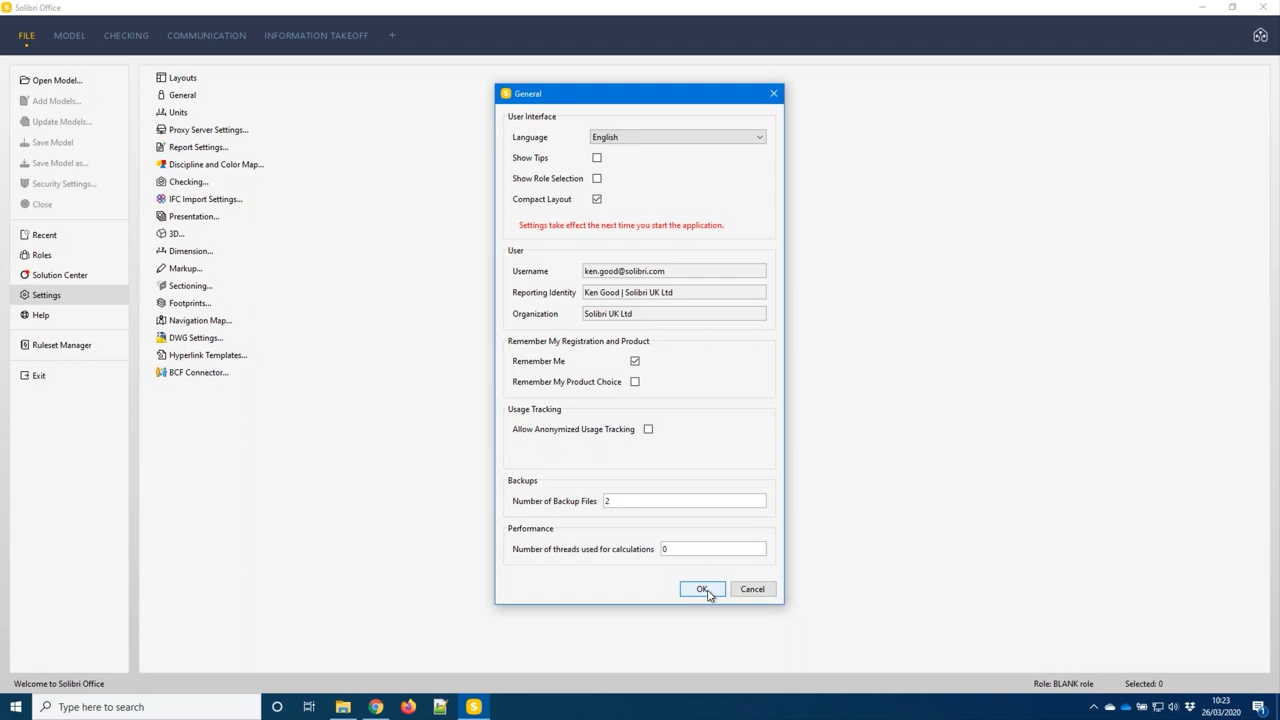 Solibri Office
FILE MODEL CHECKING COMMUNICATION INFORMATION TAKEOFF +
Open Model...
Add Models...
Update Models...
Save Model
Save Model as...
Security Settings...
Close
Recent
Roles
Solution Center
Settings
Help
Ruleset Manager
Exit
Layouts
General
Units
Proxy Server Settings...
Report Settings...
Discipline and Color Map...
Checking...
IFC Import Settings...
Presentation...
3D...
Dimension...
Markup...
Sectioning...
Footprints...
Navigation Map...
DWG Settings...
Hyperlink Templates...
BCF Connector...
General
User Interface
Language English
Show Tips
Show Role Selection
Compact Layout
Settings take effect the next time you start the application.
User
Username ken.good@solibri.com
Reporting Identity Ken Good | Solibri UK Ltd
Organization Solibri UK Ltd
Remember My Registration and Product
Remember Me
Remember My Product Choice
Usage Tracking
Allow Anonymized Usage Tracking
Backups
Number of Backup Files 2
Performance
Number of threads used for calculations 0
OK Cancel
Welcome to Solibri Office Role: BLANK role Selected: 0
Type here to search
10:23
26/03/2020